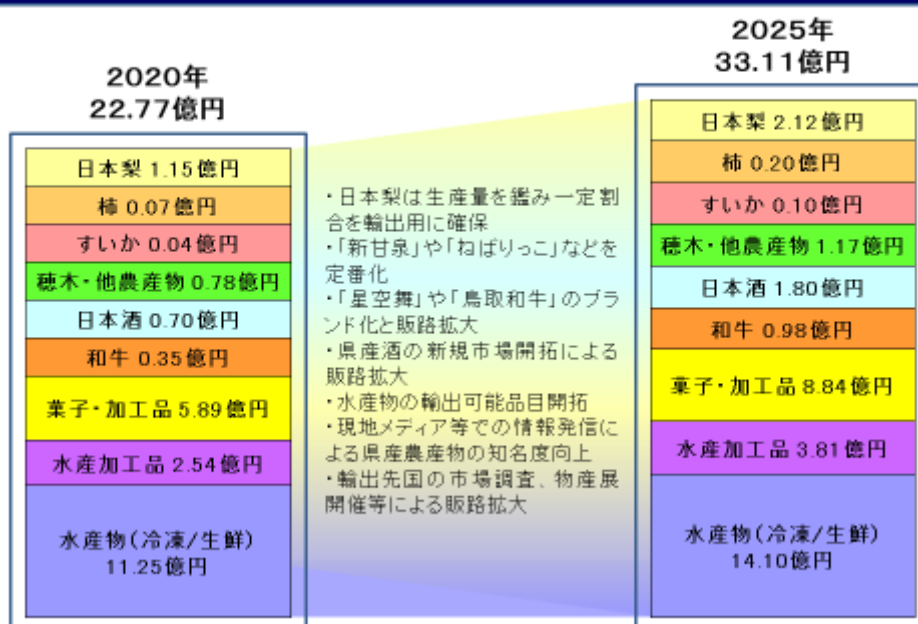 2020年
22.77億円
日本梨 1.15億円
柿 0.07億円
すいか 0.04億円
穂木・他農産物 0.78億円
日本酒 0.70億円
和牛 0.35億円
菓子・加工品 5.89億円
水産加工品 2.54億円
水産物(冷凍/生鮮)
11.25億円
・日本梨は生産量を鑑み一定割
合を輸出用に確保
・「新甘泉」や「ねばりっこ」などを
定番化
・「星空舞」や「鳥取和牛」のブラ
ンド化と販路拡大
・県産酒の新規市場開拓による
販路拡大
・水産物の輸出可能品目開拓
・現地メディア等での情報発信に
よる県産農産物の知名度向上
・輸出先国の市場調査、物産展
開催等による販路拡大
2025年
33.11億円
日本梨 2.12億円
柿 0.20億円
すいか 0.10億円
穂木・他農産物 1.17億円
日本酒 1.80億円
和牛 0.98億円
菓子・加工品 8.84億円
水産加工品 3.81億円
水産物(冷凍/生鮮)
14.10億円